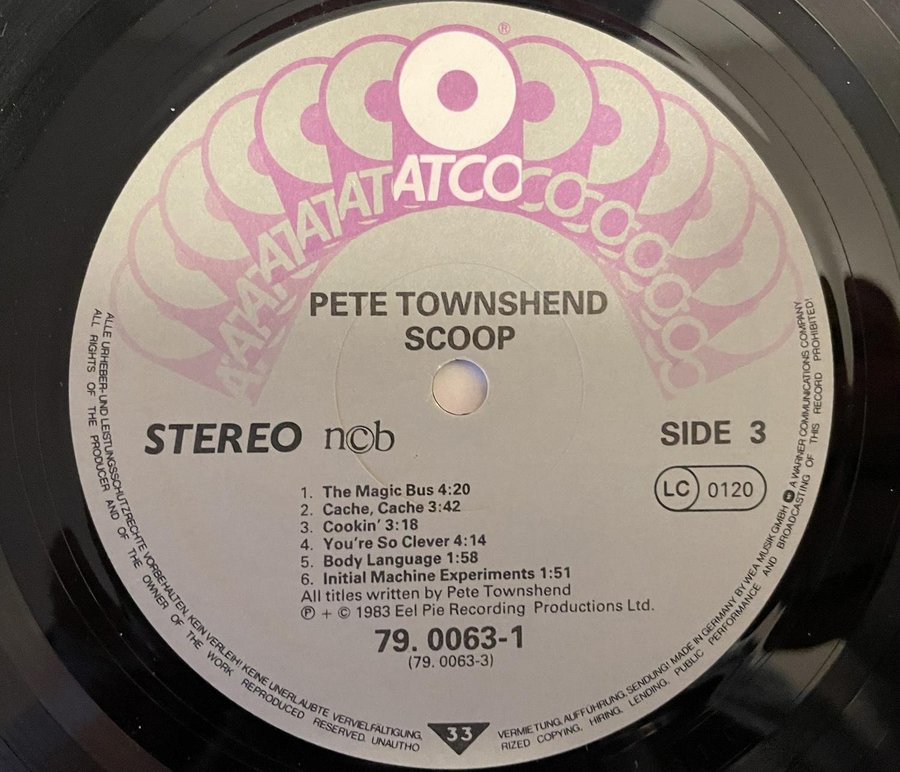 ®
ATATATATATCOCOCOCOCO
PETE TOWNSHEND
SCOOP
STEREO n©b
SIDE 3
LC 0120
1. The Magic Bus 4:20
2. Cache, Cache 3:42
3. Cookin' 3:18
4. You're So Clever 4:14
5. Body Language 1:58
6. Initial Machine Experiments 1:51
All titles written by Pete Townshend
℗ + © 1983 Eel Pie Recording Productions Ltd.
79. 0063-1
(79. 0063-3)
33
ALLE URHEBER- UND LEISTUNGSSCHUTZRECHTE VORBEHALTEN, KEIN VERLEIH! KEINE UNERLAUBTE VERVIELFÄLTIGUNG, VERMIETUNG, AUFFÜHRUNG, SENDUNG! MADE IN GERMANY BY WEA MUSIK GMBH A WARNER COMMUNICATIONS COMPANY
ALL RIGHTS OF THE PRODUCER AND OF THE OWNER OF THE WORK REPRODUCED RESERVED, UNAUTHORIZED COPYING, HIRING, LENDING, PUBLIC PERFORMANCE AND BROADCASTING OF THIS RECORD PROHIBITED!